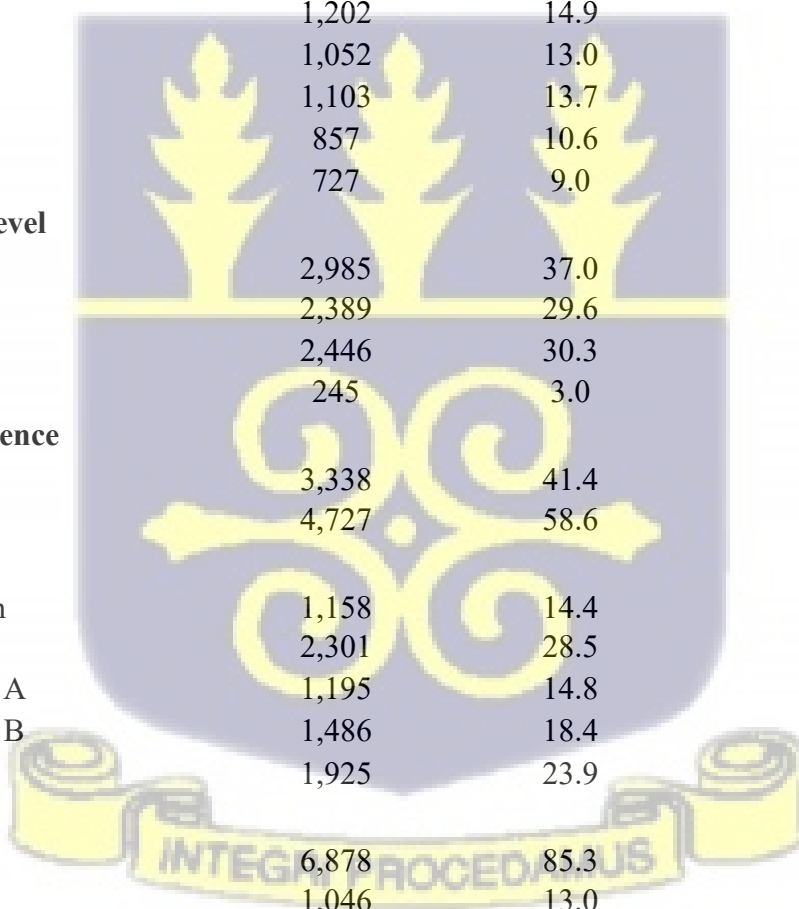 1,202 14.9
1,052 13.0
1,103 13.7
857 10.6
727 9.0
evel
2,985 37.0
2,389 29.6
2,446 30.3
245 3.0
ence
3,338 41.4
4,727 58.6
n 1,158 14.4
2,301 28.5
A 1,195 14.8
B 1,486 18.4
1,925 23.9
6,878 85.3
INTEGRI PROCEDAMUS
1,046 13.0